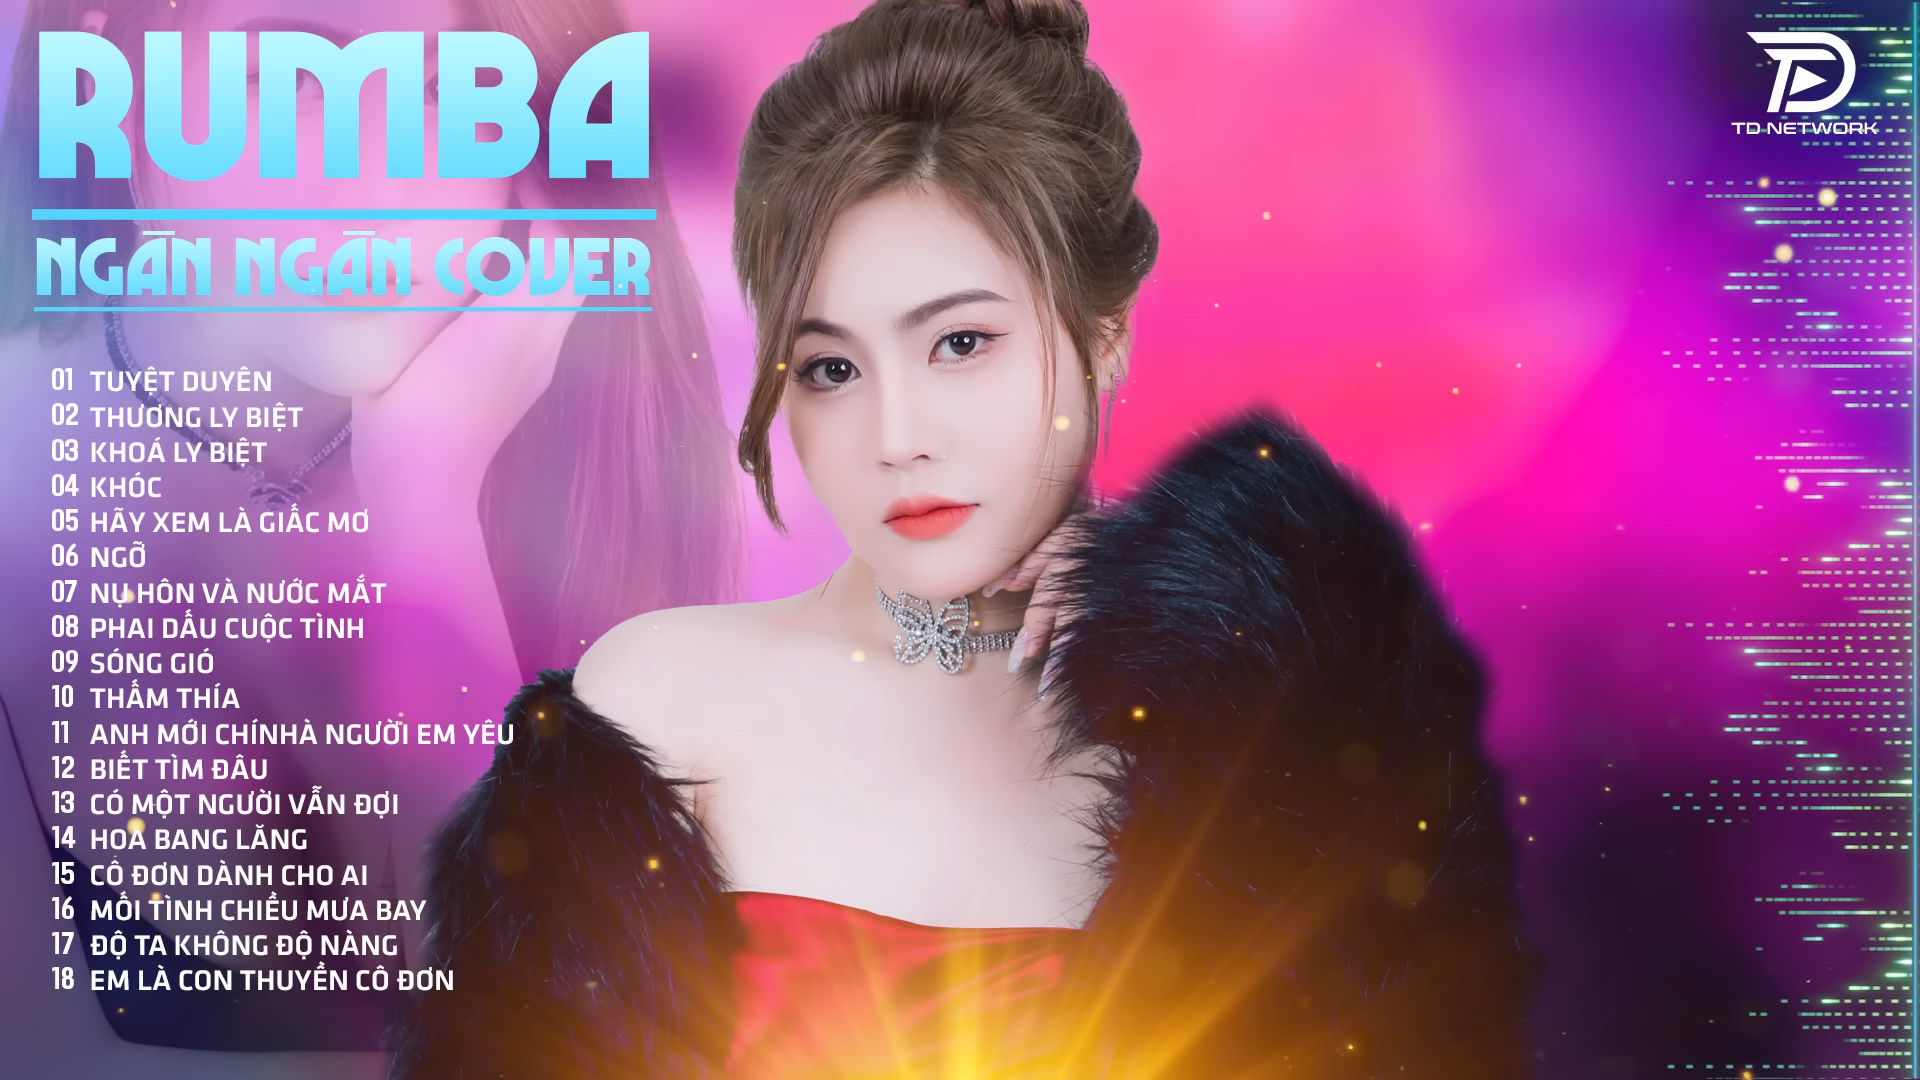 RUMBA
NGÂN NGÂN COVER
01 TUYỆT DUYÊN
02 THƯƠNG LY BIỆT
03 KHOÁ LY BIỆT
04 KHÓC
05 HÃY XEM LÀ GIẤC MƠ
06 NGỠ
07 NỤ HÔN VÀ NƯỚC MẮT
08 PHAI DẤU CUỘC TÌNH
09 SÓNG GIÓ
10 THẤM THÍA
11 ANH MỚI CHÍNHÀ NGƯỜI EM YÊU
12 BIẾT TÌM ĐÂU
13 CÓ MỘT NGƯỜI VẪN ĐỢI
14 HOA BANG LĂNG
15 CÔ ĐƠN DÀNH CHO AI
16 MỐI TÌNH CHIỀU MƯA BAY
17 ĐỘ TA KHÔNG ĐỘ NÀNG
18 EM LÀ CON THUYỀN CÔ ĐƠN
TD NETWORK